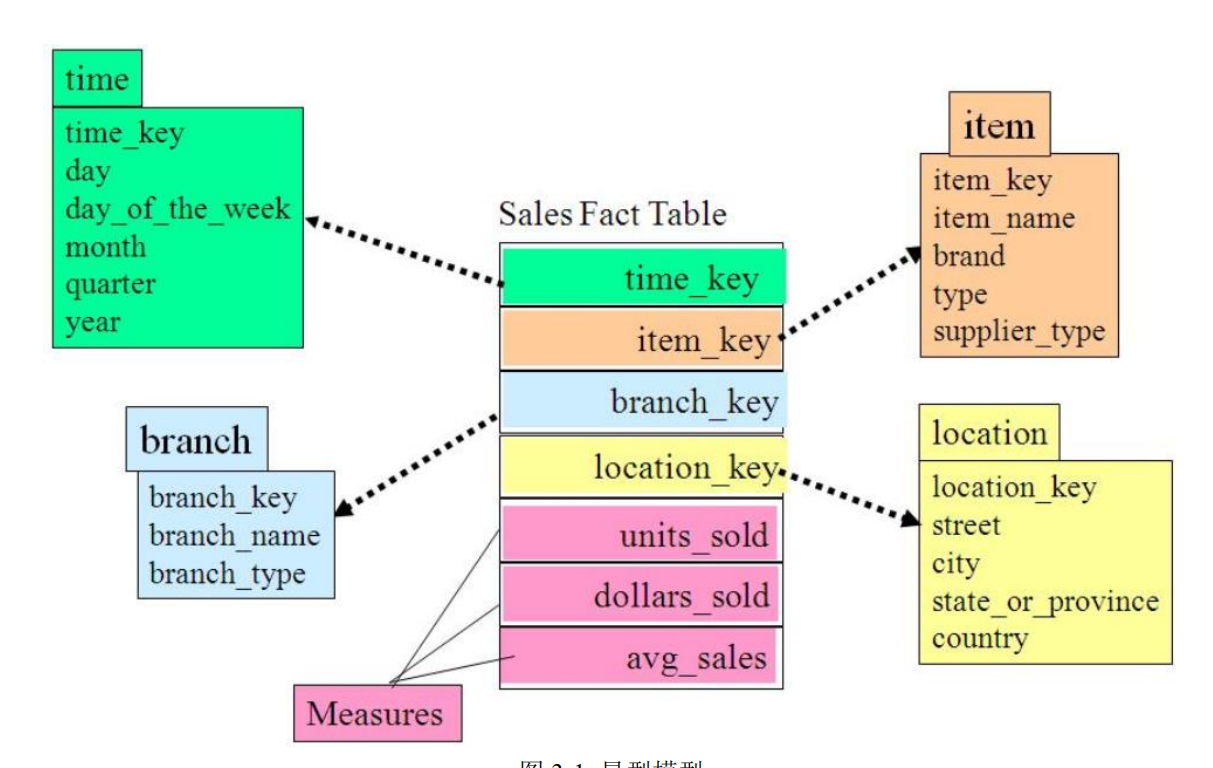 time
time_key
day
day_of_the_week
month
quarter
year
item
item_key
item_name
brand
type
supplier_type
Sales Fact Table
time_key
item_key
branch_key
location_key
units_sold
dollars_sold
avg_sales
branch
branch_key
branch_name
branch_type
location
location_key
street
city
state_or_province
country
Measures